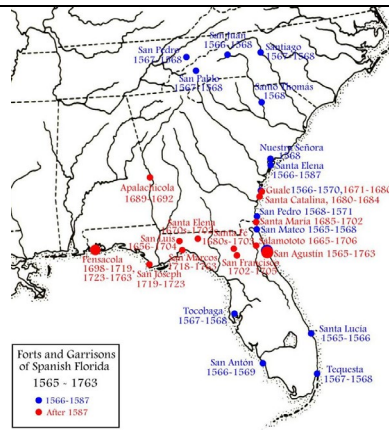 San Juan
1566-1568
San Pedro
1567-1568
Santiago
1567-1568
San Pablo
1567-1568
Santo Thomas
1568
Nuestra Señora
1568
Santa Elena
1566-1587
Apalachicola
1689-1692
Guale 1566-1570, 1671-1680
Santa Catalina, 1680-1684
San Pedro 1568-1571
Santa Maria 1685-1702
San Mateo 1565-1568
Salamototo 1665-1706
San Agustín 1565-1763
Santa Elena
1670s-1702
Santa Fe
1680s-1703
San Luis
1656-1704
San Marcos
1718-1763
San Francisco,
1702-1705
Pensacola
1698-1719,
1723-1763
San Joseph
1719-1723
Tocobaga
1567-1568
Santa Lucía
1565-1566
San Antón
1566-1569
Tequesta
1567-1568
Forts and Garrisons
of Spanish Florida
1565 - 1763
1566-1587
After 1587